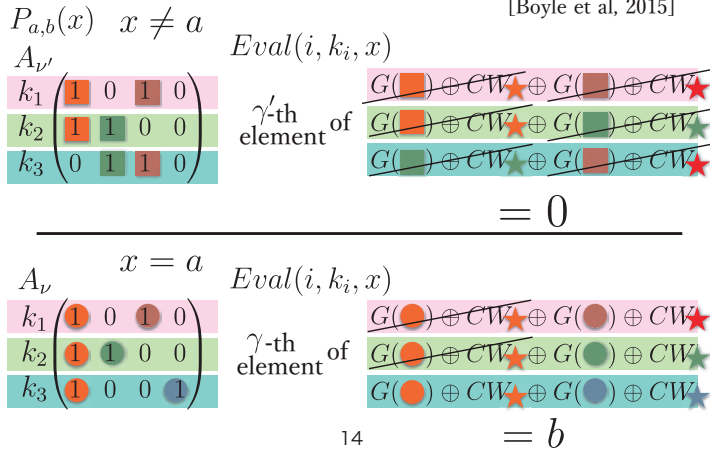 [Boyle et al, 2015]
P_{a,b}(x) x ≠ a
Eval(i, k_i, x)
A_{ν'}
k_1 1 0 1 0 G( ) ⊕ CW ⊕ G( ) ⊕ CW
k_2 1 1 0 0 γ'-th element of G( ) ⊕ CW ⊕ G( ) ⊕ CW
k_3 0 1 1 0 G( ) ⊕ CW ⊕ G( ) ⊕ CW
= 0
x = a
A_ν Eval(i, k_i, x)
k_1 1 0 1 0 G( ) ⊕ CW ⊕ G( ) ⊕ CW
k_2 1 1 0 0 γ-th element of G( ) ⊕ CW ⊕ G( ) ⊕ CW
k_3 1 0 0 1 G( ) ⊕ CW ⊕ G( ) ⊕ CW
14
= b